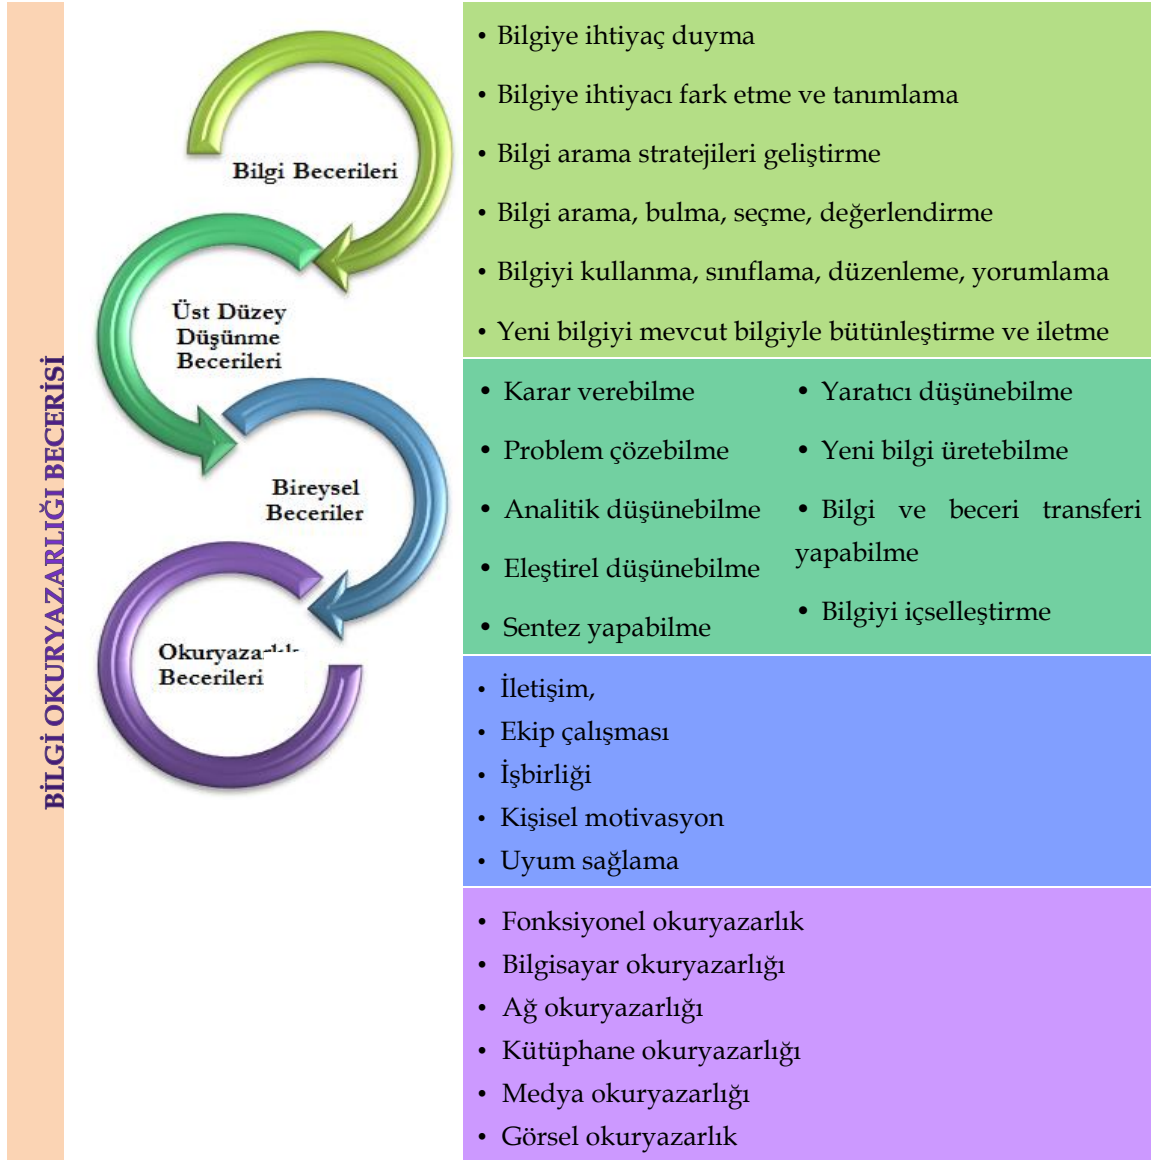 BİLGİ OKURYAZARLIĞI BECERİSİ
Bilgi Becerileri
Üst Düzey
Düşünme
Becerileri
Bireysel
Beceriler
Becerileri
• Bilgiye ihtiyaç duyma
• Bilgiye ihtiyacı fark etme ve tanımlama
• Bilgi arama stratejileri geliştirme
• Bilgi arama, bulma, seçme, değerlendirme
• Bilgiyi kullanma, sınıflama, düzenleme, yorumlama
• Yeni bilgiyi mevcut bilgiyle bütünleştirme ve iletme
• Karar verebilme
• Problem çözebilme
• Analitik düşünebilme
• Eleştirel düşünebilme
• Sentez yapabilme
• Yaratıcı düşünebilme
• Yeni bilgi üretebilme
• Bilgi ve beceri transferi
yapabilme
• Bilgiyi içselleştirme
• İletişim,
• Ekip çalışması
• İşbirliği
• Kişisel motivasyon
• Uyum sağlama
• Fonksiyonel okuryazarlık
• Bilgisayar okuryazarlığı
• Ağ okuryazarlığı
• Kütüphane okuryazarlığı
• Medya okuryazarlığı
• Görsel okuryazarlık